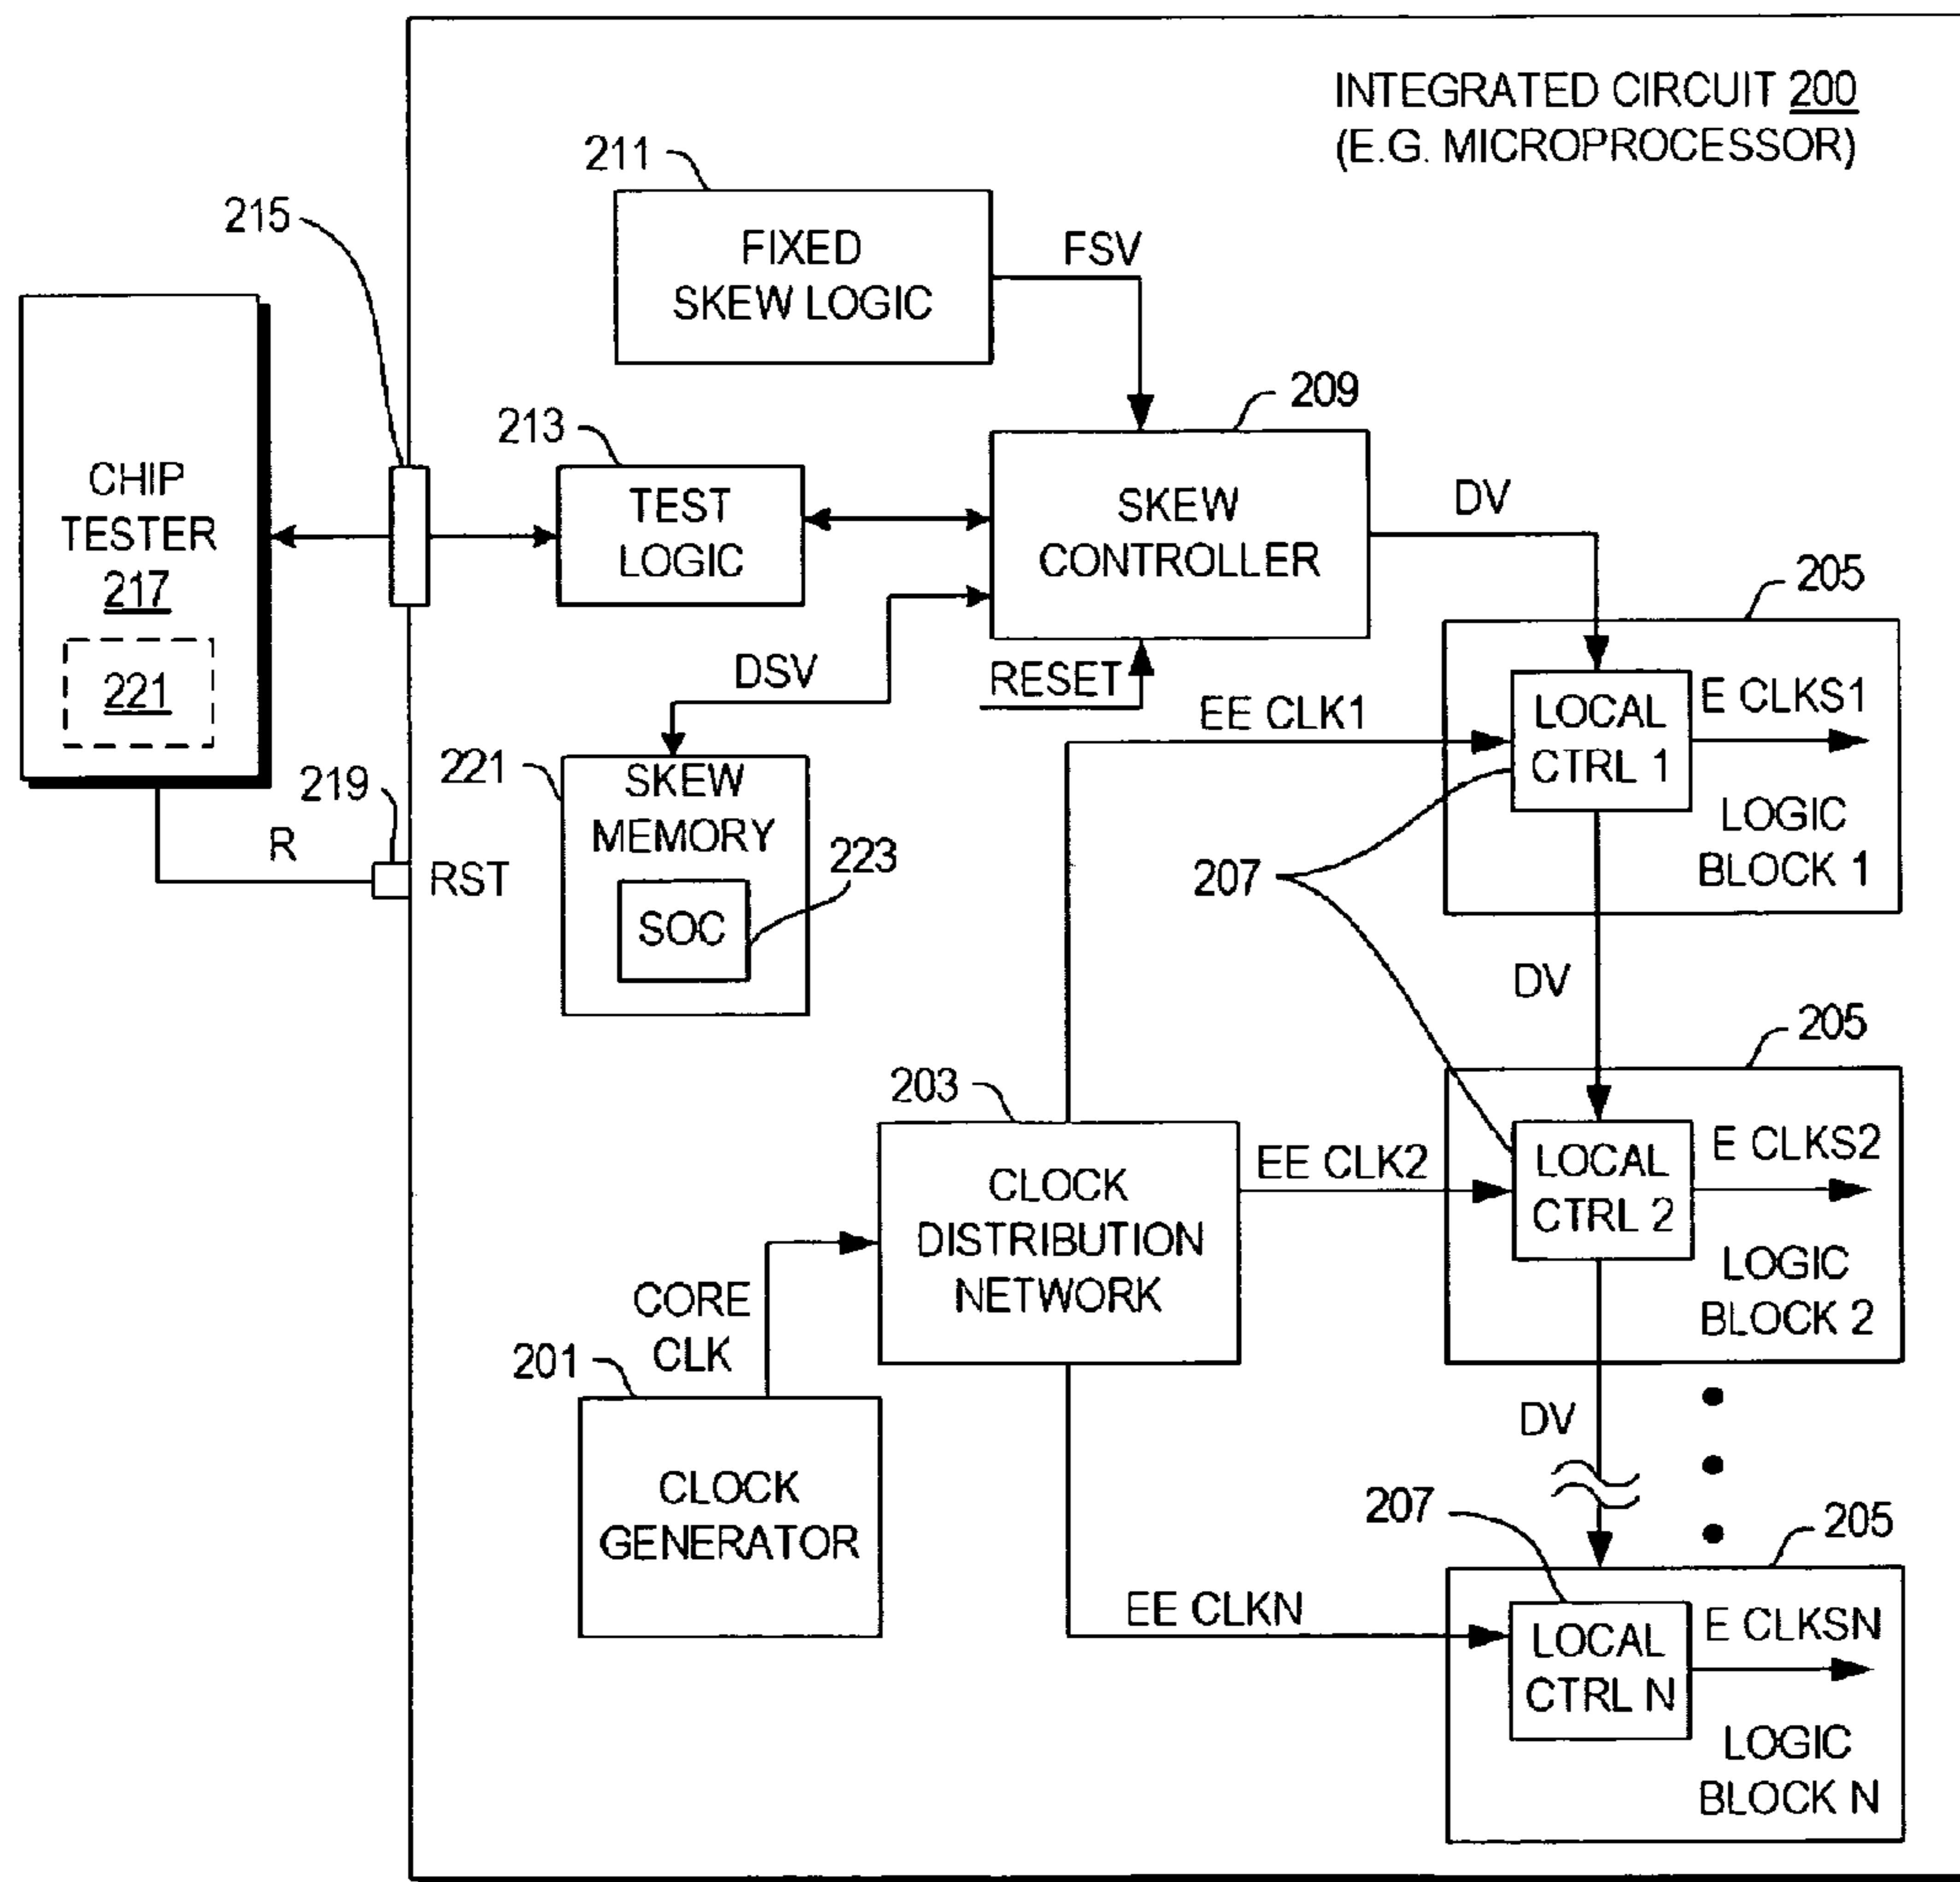 INTEGRATED CIRCUIT 200
(E.G. MICROPROCESSOR)
211
215
FIXED
SKEW LOGIC
FSV
209
213
CHIP
TESTER
217
221
TEST
LOGIC
SKEW
CONTROLLER
DV
205
DSV
RESET
EE CLK1
LOCAL
CTRL 1
E CLKS1
LOGIC
BLOCK 1
221
SKEW
MEMORY
223
SOC
219
R
RST
207
DV
205
203
CLOCK
DISTRIBUTION
NETWORK
EE CLK2
LOCAL
CTRL 2
E CLKS2
LOGIC
BLOCK 2
CORE
CLK
201
CLOCK
GENERATOR
DV
207
205
EE CLKN
LOCAL
CTRL N
E CLKSN
LOGIC
BLOCK N